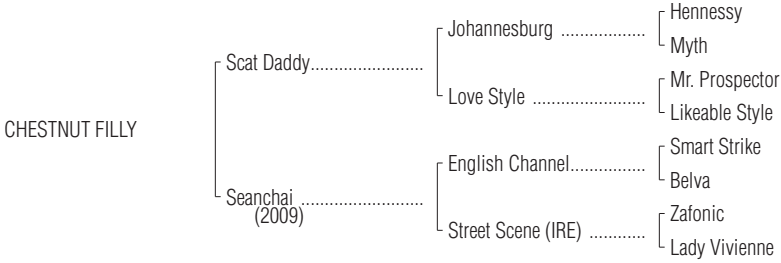 Hennessy
Johannesburg ....................
Myth
Scat Daddy.......................
Mr. Prospector
Love Style .......................
Likeable Style
CHESTNUT FILLY
Smart Strike
English Channel...............
Belva
Seanchai .........................
(2009)
Zafonic
Street Scene (IRE) ............
Lady Vivienne